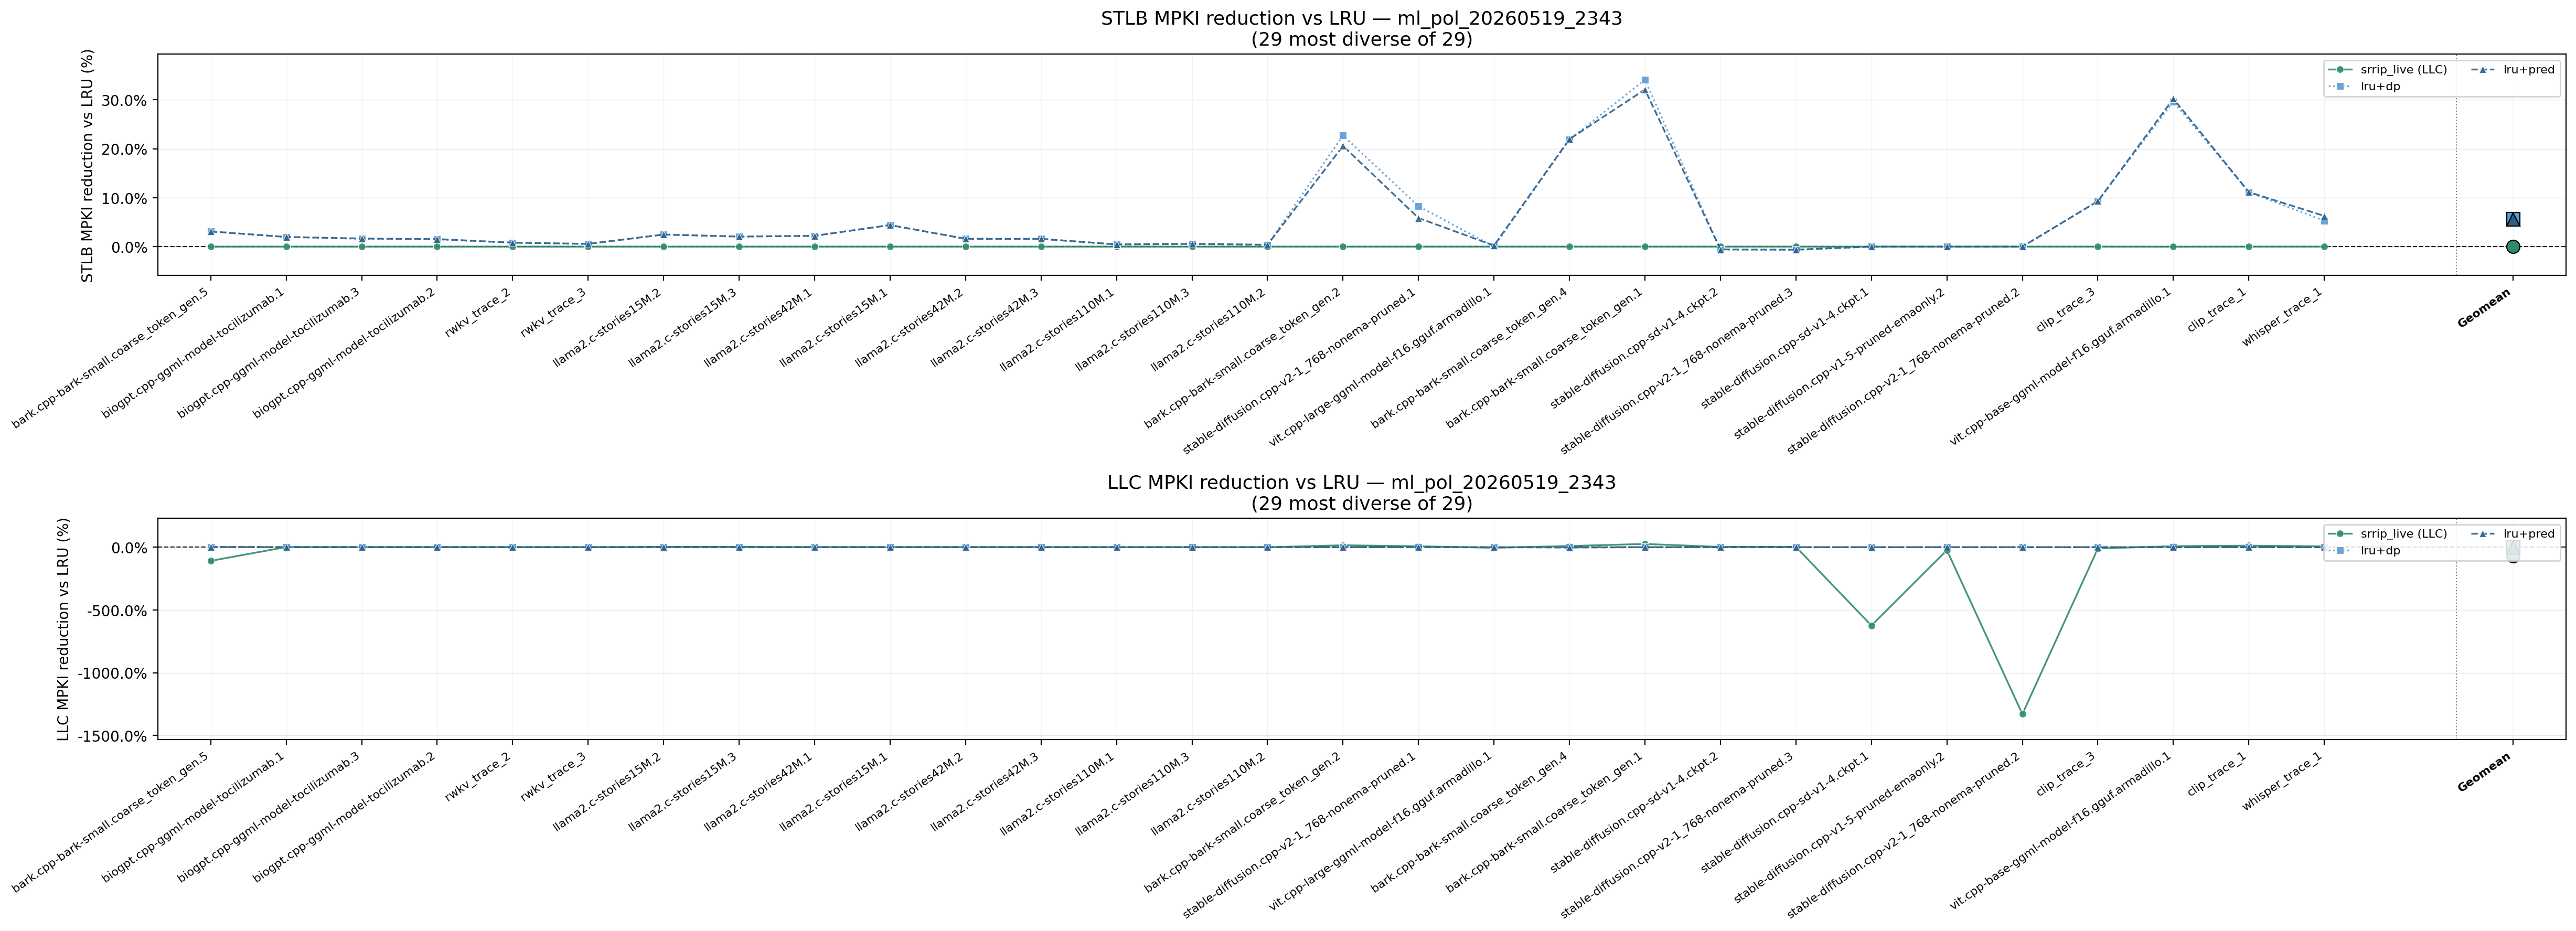 STLB MPKI reduction vs LRU — ml_pol_20260519_2343
(29 most diverse of 29)
STLB MPKI reduction vs LRU (%)
30.0%
20.0%
10.0%
0.0%
srrip_live (LLC)
lru+dp
lru+pred
bark.cpp-bark-small.coarse_token_gen.5
biogpt.cpp-ggml-model-tocilizumab.1
biogpt.cpp-ggml-model-tocilizumab.3
biogpt.cpp-ggml-model-tocilizumab.2
rwkv_trace_2
rwkv_trace_3
llama2.c-stories15M.2
llama2.c-stories15M.3
llama2.c-stories42M.1
llama2.c-stories15M.1
llama2.c-stories42M.2
llama2.c-stories42M.3
llama2.c-stories110M.1
llama2.c-stories110M.3
llama2.c-stories110M.2
bark.cpp-bark-small.coarse_token_gen.2
stable-diffusion.cpp-v2-1_768-nonema-pruned.1
vit.cpp-large-ggml-model-f16.gguf.armadillo.1
bark.cpp-bark-small.coarse_token_gen.4
bark.cpp-bark-small.coarse_token_gen.1
stable-diffusion.cpp-sd-v1-4.ckpt.2
stable-diffusion.cpp-v2-1_768-nonema-pruned.3
stable-diffusion.cpp-sd-v1-4.ckpt.1
stable-diffusion.cpp-v1-5-pruned-emaonly.2
stable-diffusion.cpp-v2-1_768-nonema-pruned.2
clip_trace_3
vit.cpp-base-ggml-model-f16.gguf.armadillo.1
clip_trace_1
whisper_trace_1
Geomean
LLC MPKI reduction vs LRU — ml_pol_20260519_2343
(29 most diverse of 29)
LLC MPKI reduction vs LRU (%)
0.0%
-500.0%
-1000.0%
-1500.0%
srrip_live (LLC)
lru+dp
lru+pred
bark.cpp-bark-small.coarse_token_gen.5
biogpt.cpp-ggml-model-tocilizumab.1
biogpt.cpp-ggml-model-tocilizumab.3
biogpt.cpp-ggml-model-tocilizumab.2
rwkv_trace_2
rwkv_trace_3
llama2.c-stories15M.2
llama2.c-stories15M.3
llama2.c-stories42M.1
llama2.c-stories15M.1
llama2.c-stories42M.2
llama2.c-stories42M.3
llama2.c-stories110M.1
llama2.c-stories110M.3
llama2.c-stories110M.2
bark.cpp-bark-small.coarse_token_gen.2
stable-diffusion.cpp-v2-1_768-nonema-pruned.1
vit.cpp-large-ggml-model-f16.gguf.armadillo.1
bark.cpp-bark-small.coarse_token_gen.4
bark.cpp-bark-small.coarse_token_gen.1
stable-diffusion.cpp-sd-v1-4.ckpt.2
stable-diffusion.cpp-v2-1_768-nonema-pruned.3
stable-diffusion.cpp-sd-v1-4.ckpt.1
stable-diffusion.cpp-v1-5-pruned-emaonly.2
stable-diffusion.cpp-v2-1_768-nonema-pruned.2
clip_trace_3
vit.cpp-base-ggml-model-f16.gguf.armadillo.1
clip_trace_1
whisper_trace_1
Geomean